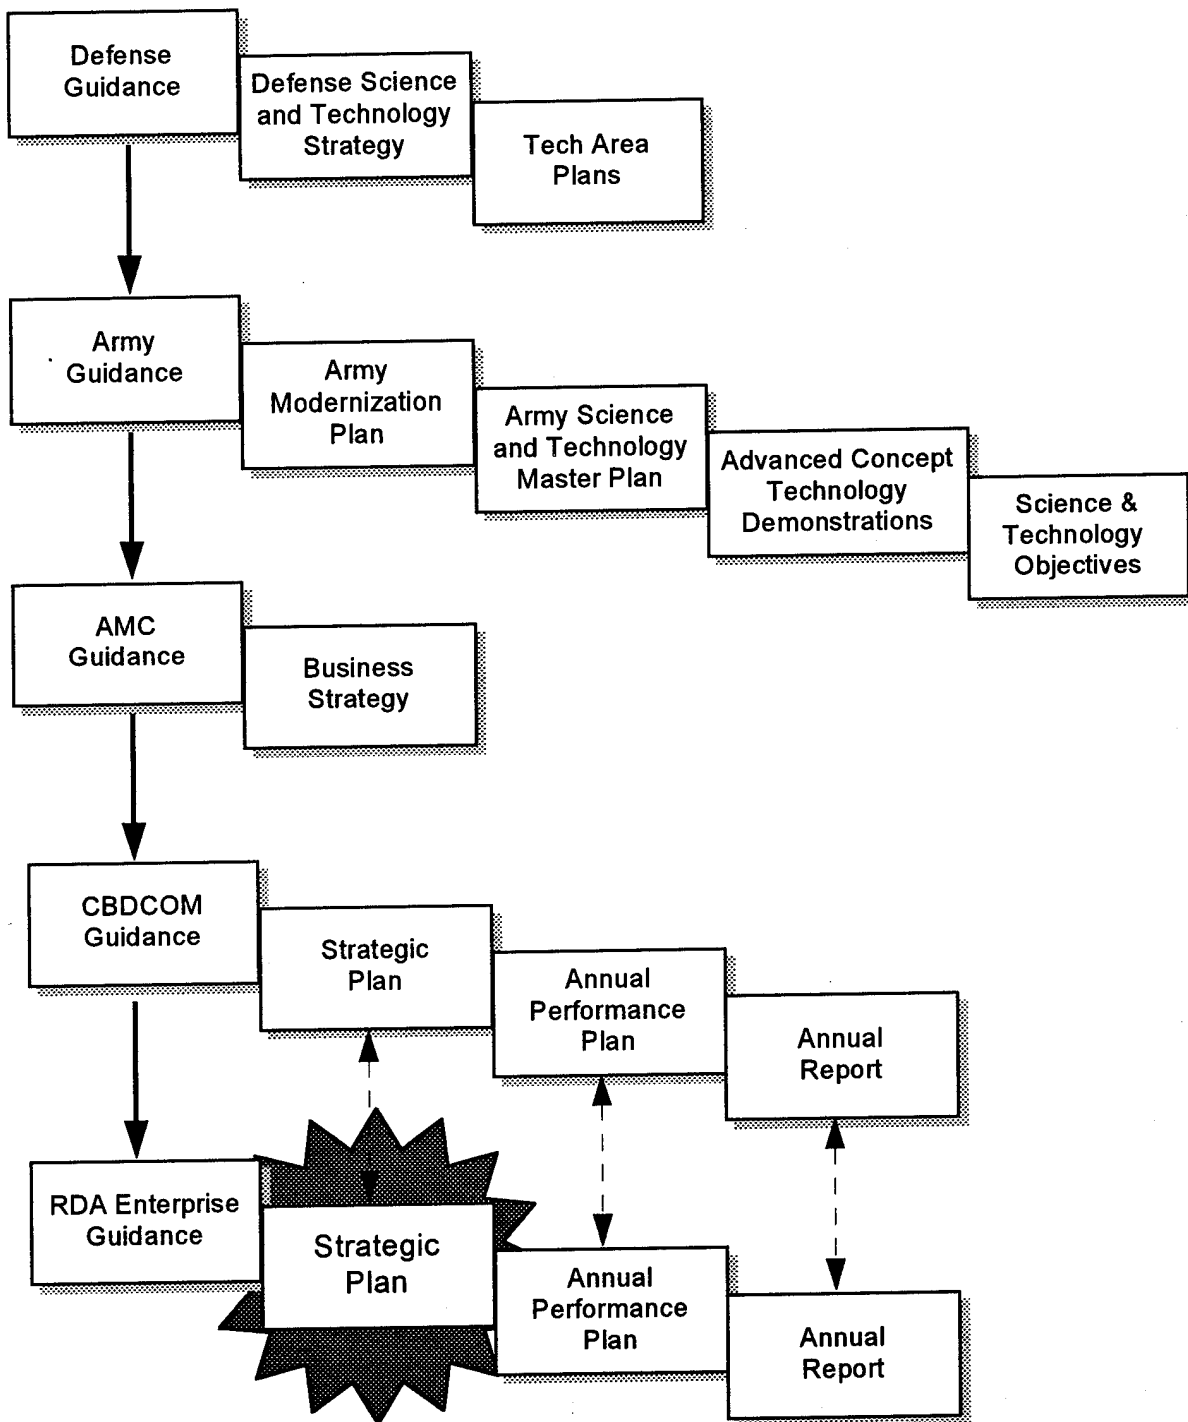 Defense
Guidance
Defense Science
and Technology
Strategy
Tech Area
Plans
Army
Guidance
Army
Modernization
Plan
Army Science
and Technology
Master Plan
Advanced Concept
Technology
Demonstrations
Science &
Technology
Objectives
AMC
Guidance
Business
Strategy
CBDCOM
Guidance
Strategic
Plan
Annual
Performance
Plan
Annual
Report
RDA Enterprise
Guidance
Strategic
Plan
Annual
Performance
Plan
Annual
Report